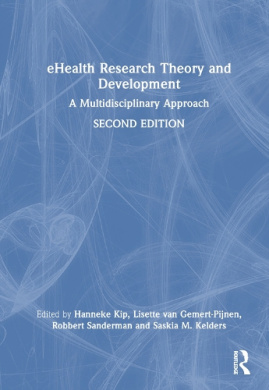 eHealth Research Theory and
Development
A Multidisciplinary Approach
SECOND EDITION
Edited by Hanneke Kip, Lisette van Gemert-Pijnen,
Robbert Sanderman and Saskia M. Kelders
Routledge